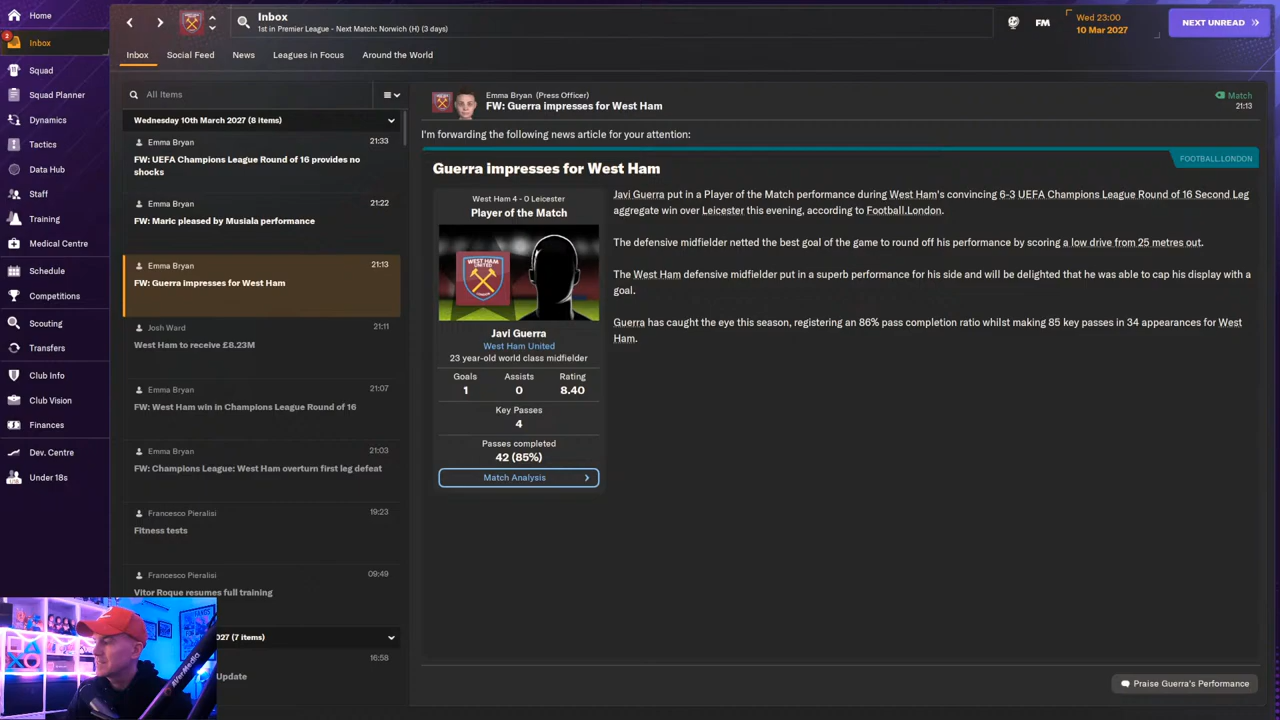 Home
2
Inbox
Squad
Squad Planner
Dynamics
Tactics
Data Hub
Staff
Training
Medical Centre
Schedule
Competitions
Scouting
Transfers
Club Info
Club Vision
Finances
Dev. Centre
Under 18s
Inbox
1st in Premier League - Next Match: Norwich (H) (3 days)
FM
Wed 23:00
10 Mar 2027
NEXT UNREAD
Inbox Social Feed News Leagues in Focus Around the World
All Items
Wednesday 10th March 2027 (8 items)
Emma Bryan 21:33
FW: UEFA Champions League Round of 16 provides no
shocks
Emma Bryan 21:22
FW: Maric pleased by Musiala performance
Emma Bryan 21:13
FW: Guerra impresses for West Ham
Josh Ward 21:11
West Ham to receive £8.23M
Emma Bryan 21:07
FW: West Ham win in Champions League Round of 16
Emma Bryan 21:03
FW: Champions League: West Ham overturn first leg defeat
Francesco Pieralisi 19:23
Fitness tests
Francesco Pieralisi 09:49
Vitor Roque resumes full training
2027 (7 items)
16:58
Update
Emma Bryan (Press Officer)
FW: Guerra impresses for West Ham
Match
21:13
I'm forwarding the following news article for your attention:
FOOTBALL.LONDON
Guerra impresses for West Ham
West Ham 4 - 0 Leicester
Player of the Match
WEST HAM
UNITED
Javi Guerra
West Ham United
23 year-old world class midfielder
Goals Assists Rating
1 0 8.40
Key Passes
4
Passes completed
42 (85%)
Match Analysis
Javi Guerra put in a Player of the Match performance during West Ham's convincing 6-3 UEFA Champions League Round of 16 Second Leg
aggregate win over Leicester this evening, according to Football.London.
The defensive midfielder netted the best goal of the game to round off his performance by scoring a low drive from 25 metres out.
The West Ham defensive midfielder put in a superb performance for his side and will be delighted that he was able to cap his display with a
goal.
Guerra has caught the eye this season, registering an 86% pass completion ratio whilst making 85 key passes in 34 appearances for West
Ham.
Praise Guerra's Performance
AVerMedia